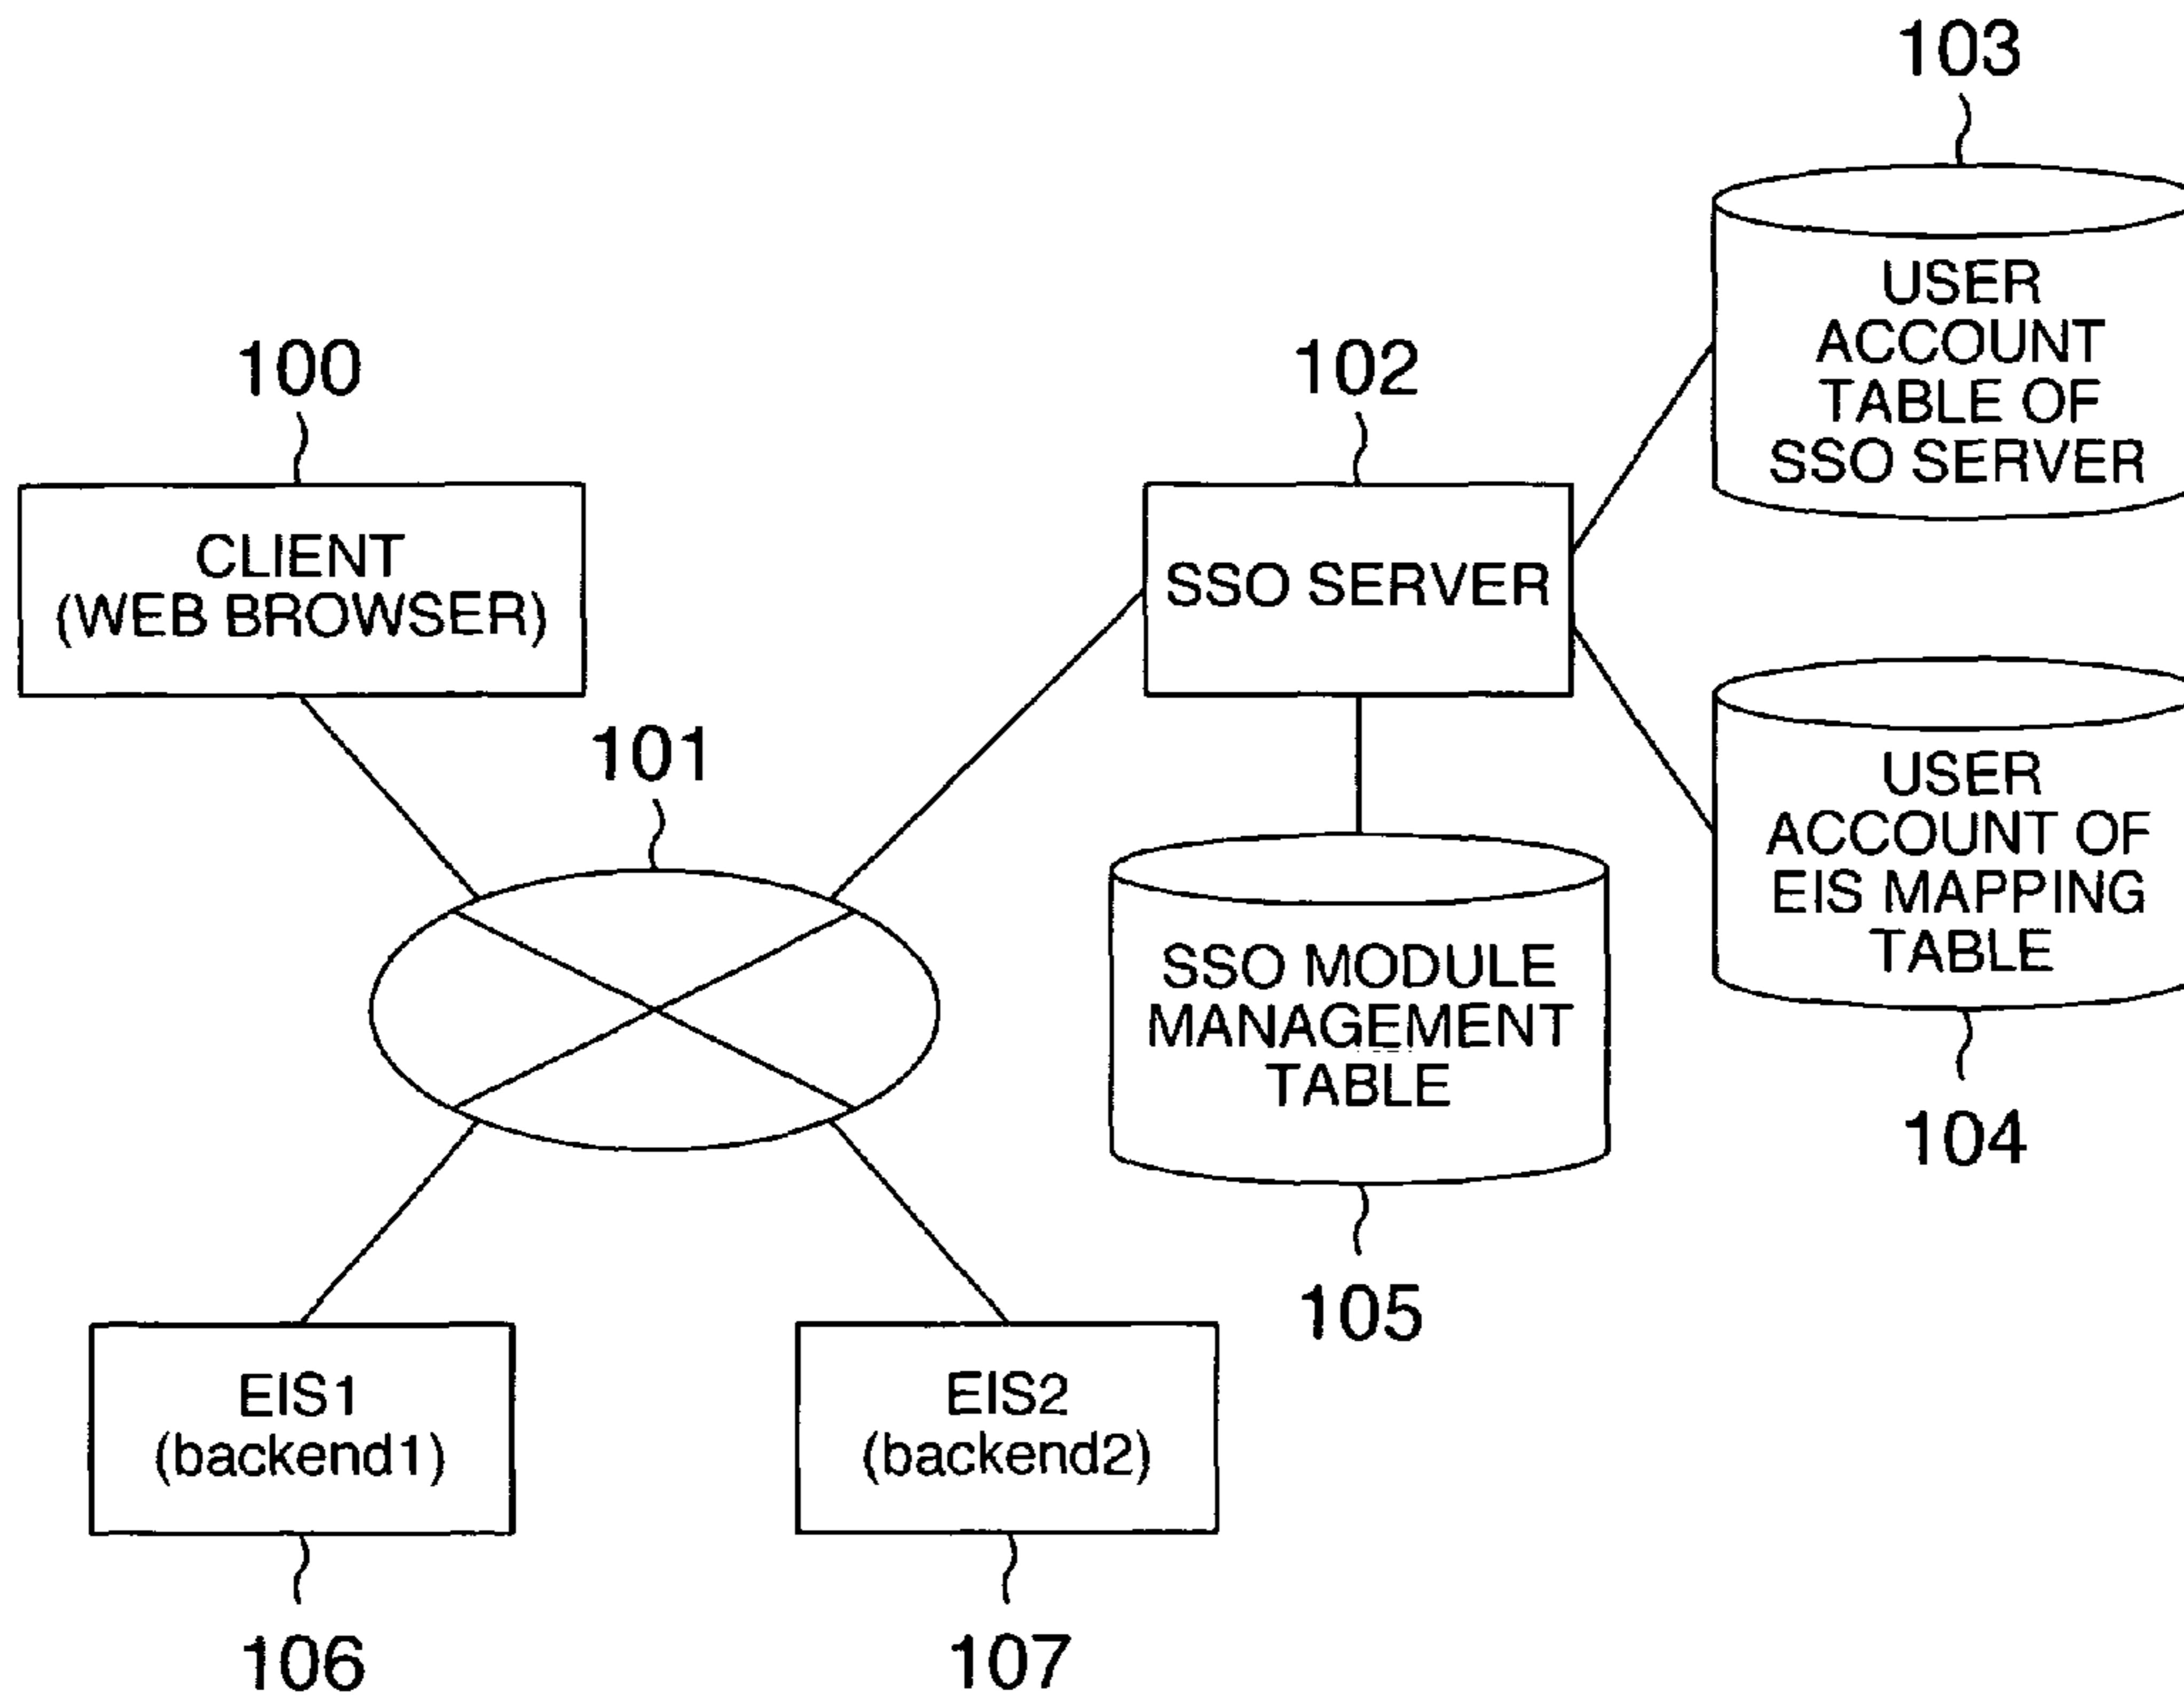 103
USER
ACCOUNT
TABLE OF
SSO SERVER
100
102
CLIENT
(WEB BROWSER)
SSO SERVER
101
USER
ACCOUNT OF
EIS MAPPING
TABLE
SSO MODULE
MANAGEMENT
TABLE
104
105
EIS1
(backend1)
EIS2
(backend2)
106
107